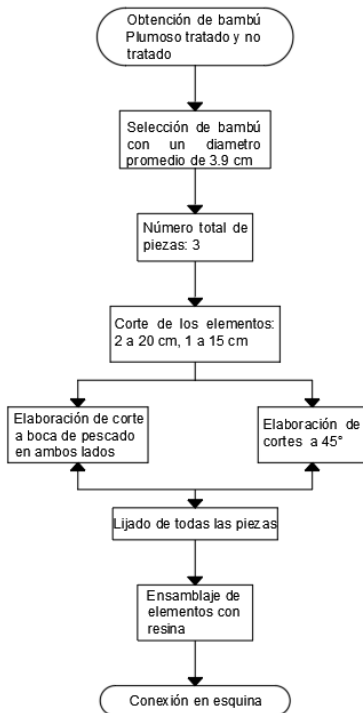 Obtención de bambú
Plumoso tratado y no
tratado
Selección de bambú
con un diametro
promedio de 3.9 cm
Número total de
piezas: 3
Corte de los elementos:
2 a 20 cm, 1 a 15 cm
Elaboración de corte
a boca de pescado
en ambos lados
Elaboración de
cortes a 45°
Lijado de todas las piezas
Ensamblaje de
elementos con
resina
Conexión en esquina